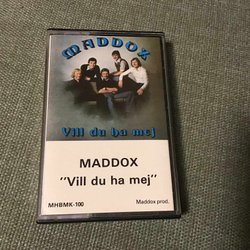 MADDOX
Vill du ha mej
MADDOX
"Vill du ha mej"
MHBMK-100
Maddox prod.